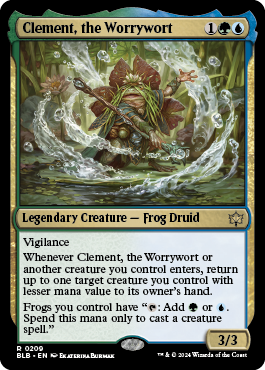 Clement, the Worrywort 1
Legendary Creature — Frog Druid
Vigilance
Whenever Clement, the Worrywort or
another creature you control enters, return
up to one target creature you control with
lesser mana value to its owner's hand.
Frogs you control have “: Add or .
Spend this mana only to cast a creature
spell.”
3/3
R 0209
BLB • EN Ekaterina Burmak ™ & © 2024 Wizards of the Coast